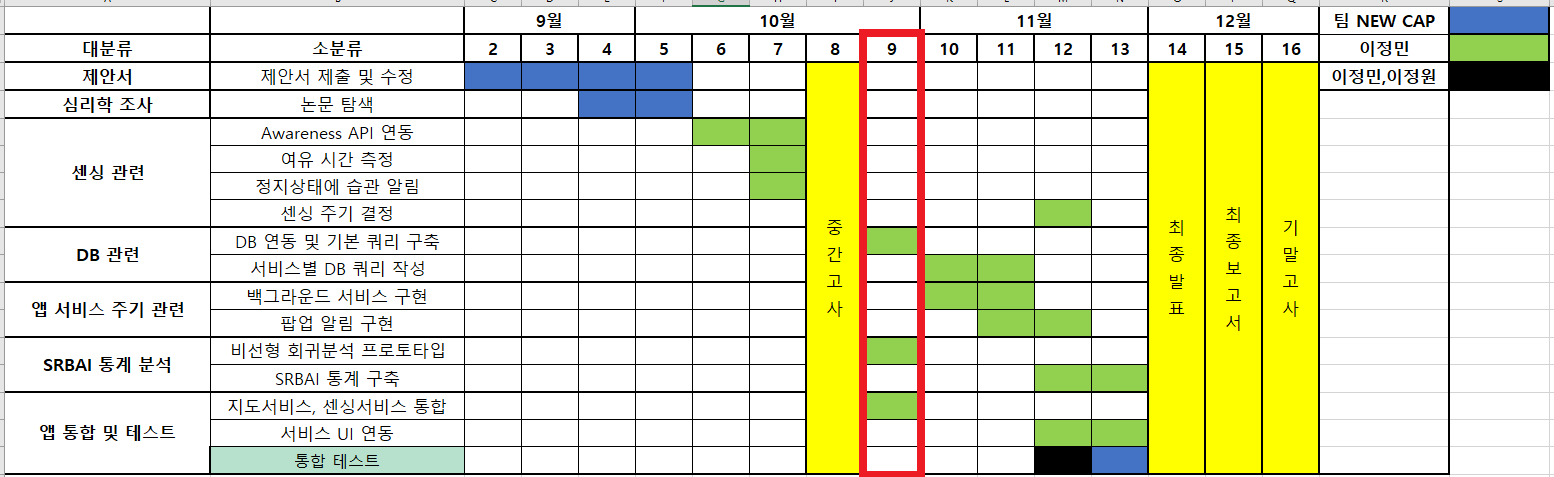 9월 10월 11월 12월 팀 NEW CAP
대분류 소분류 2 3 4 5 6 7 8 9 10 11 12 13 14 15 16 이정민
제안서 제안서 제출 및 수정 이정민,이정원
심리학 조사 논문 탐색
센싱 관련
Awareness API 연동
여유 시간 측정
정지상태에 습관 알림
센싱 주기 결정
DB 관련
DB 연동 및 기본 쿼리 구축
서비스별 DB 쿼리 작성
앱 서비스 주기 관련
백그라운드 서비스 구현
팝업 알림 구현
SRBAI 통계 분석
비선형 회귀분석 프로토타입
SRBAI 통계 구축
앱 통합 및 테스트
지도서비스, 센싱서비스 통합
서비스 UI 연동
통합 테스트
중간고사
최종발표
최종보고서
기말고사